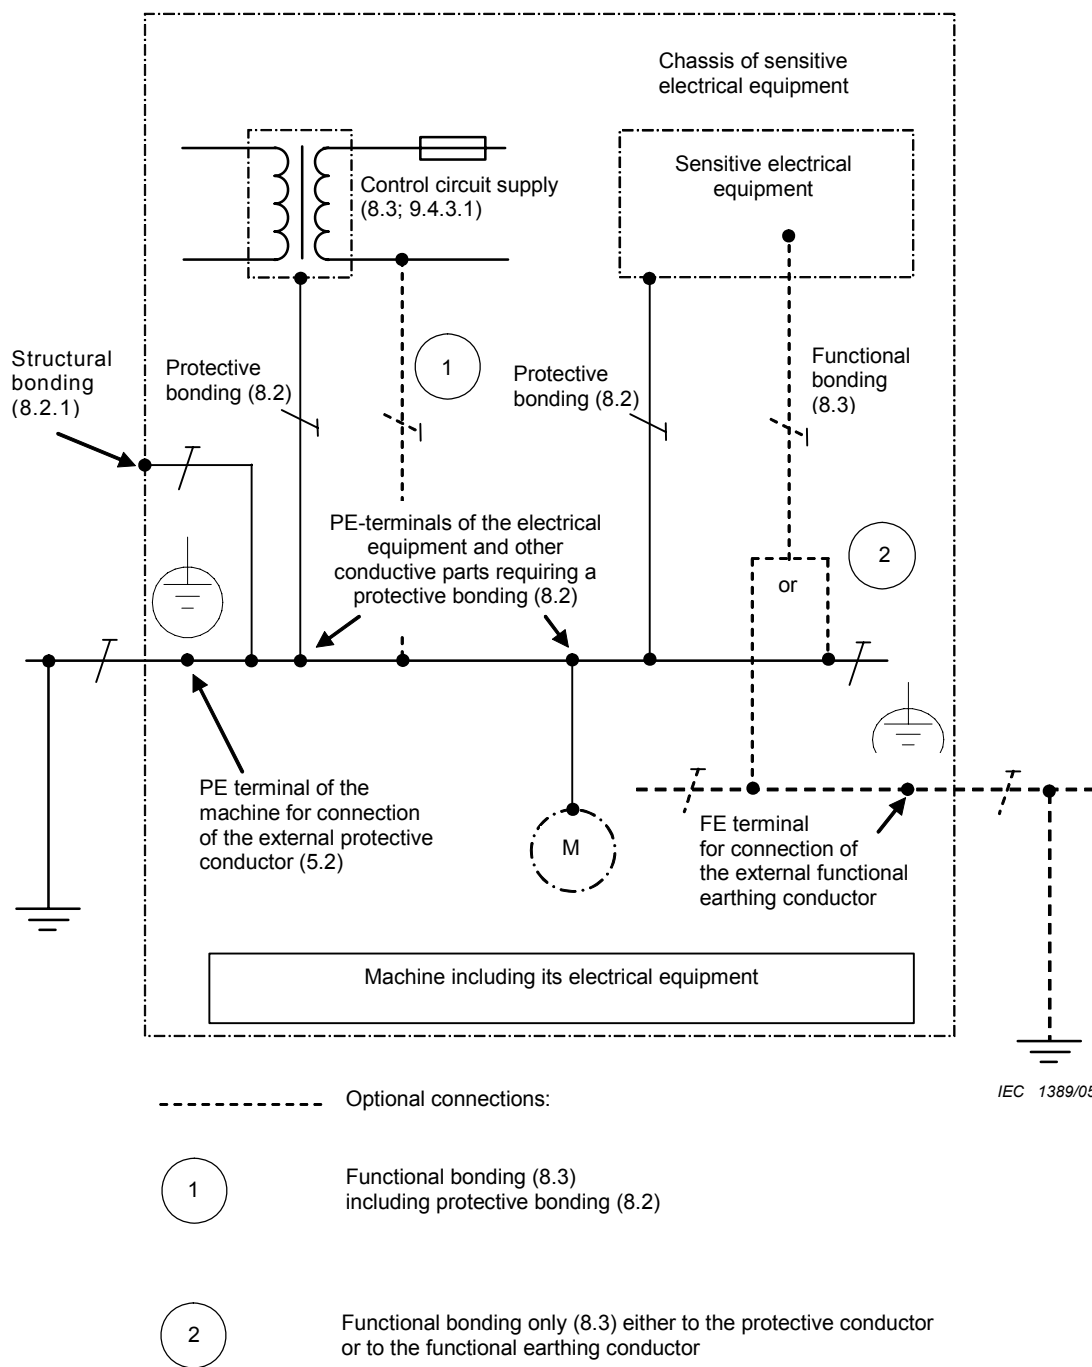 Chassis of sensitive
electrical equipment
Sensitive electrical
equipment
Control circuit supply
(8.3; 9.4.3.1)
Structural
bonding
(8.2.1)
Protective
bonding (8.2)
1
Protective
bonding (8.2)
Functional
bonding
(8.3)
PE-terminals of the electrical
equipment and other
conductive parts requiring a
protective bonding (8.2)
2
or
PE terminal of the
machine for connection
of the external protective
conductor (5.2)
M
FE terminal
for connection of
the external functional
earthing conductor
Machine including its electrical equipment
IEC 1389/05
Optional connections:
1
Functional bonding (8.3)
including protective bonding (8.2)
2
Functional bonding only (8.3) either to the protective conductor
or to the functional earthing conductor